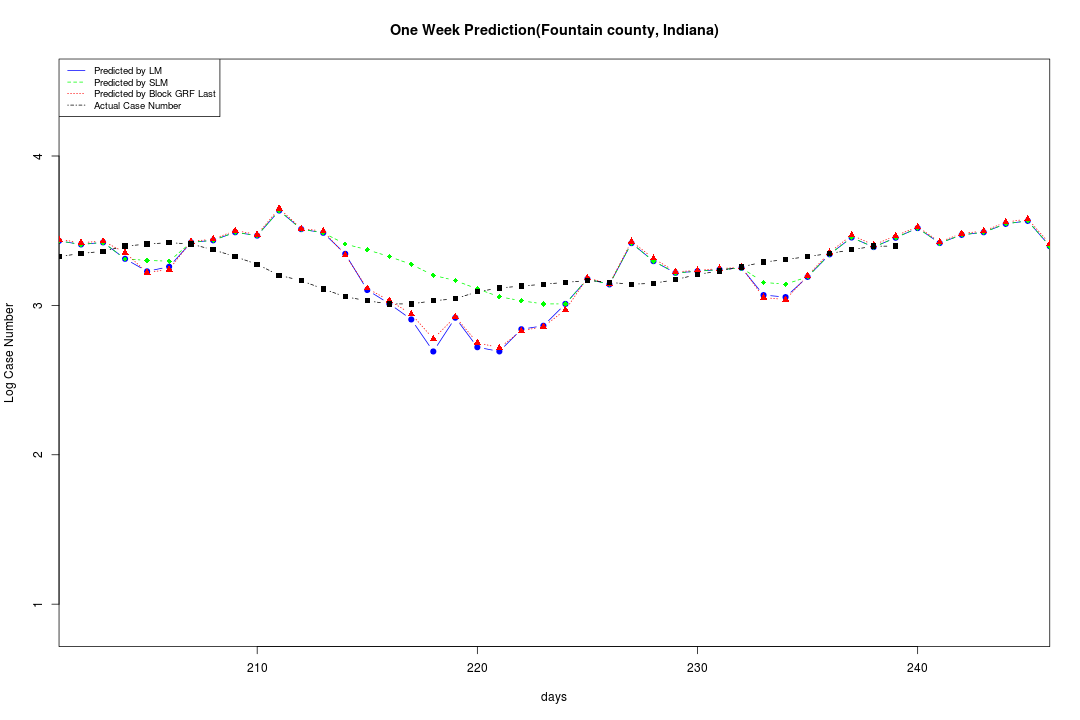 One Week Prediction(Fountain county, Indiana)
Predicted by LM
Predicted by SLM
Predicted by Block GRF Last
Actual Case Number
4
3
2
1
Log Case Number
210 220 230 240
days